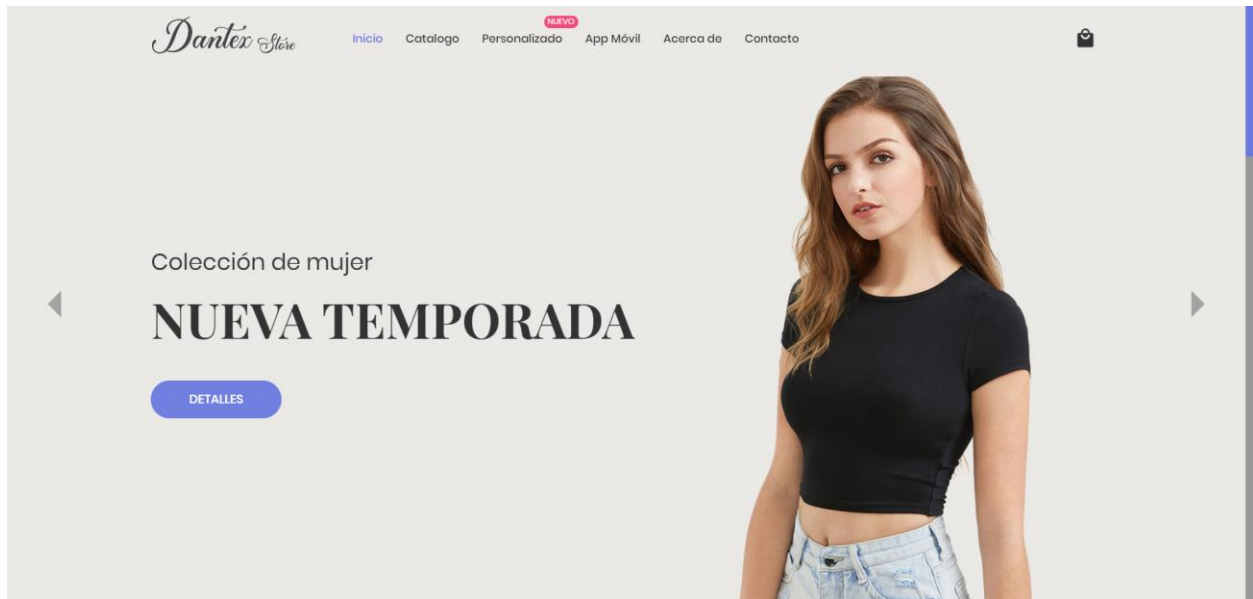 Dantex Store
NUEVO
Inicio Catalogo Personalizado App Móvil Acerca de Contacto
Colección de mujer
NUEVA TEMPORADA
DETALLES